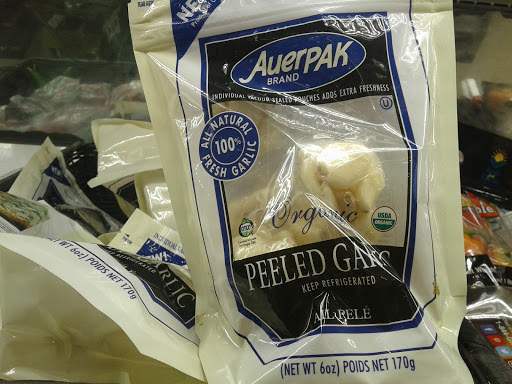 NEW
AUERPAK
BRAND
INDIVIDUAL VACUUM SEALED POUCHES ADDS EXTRA FRESHNESS
U
ALL NATURAL
100%
FRESH GARLIC
Organic
USDA
ORGANIC
PEELED GARLIC
KEEP REFRIGERATED
AIL PELÉ
(NET WT 6oz) POIDS NET 170g
(NET WT 6oz) POIDS NET 170g